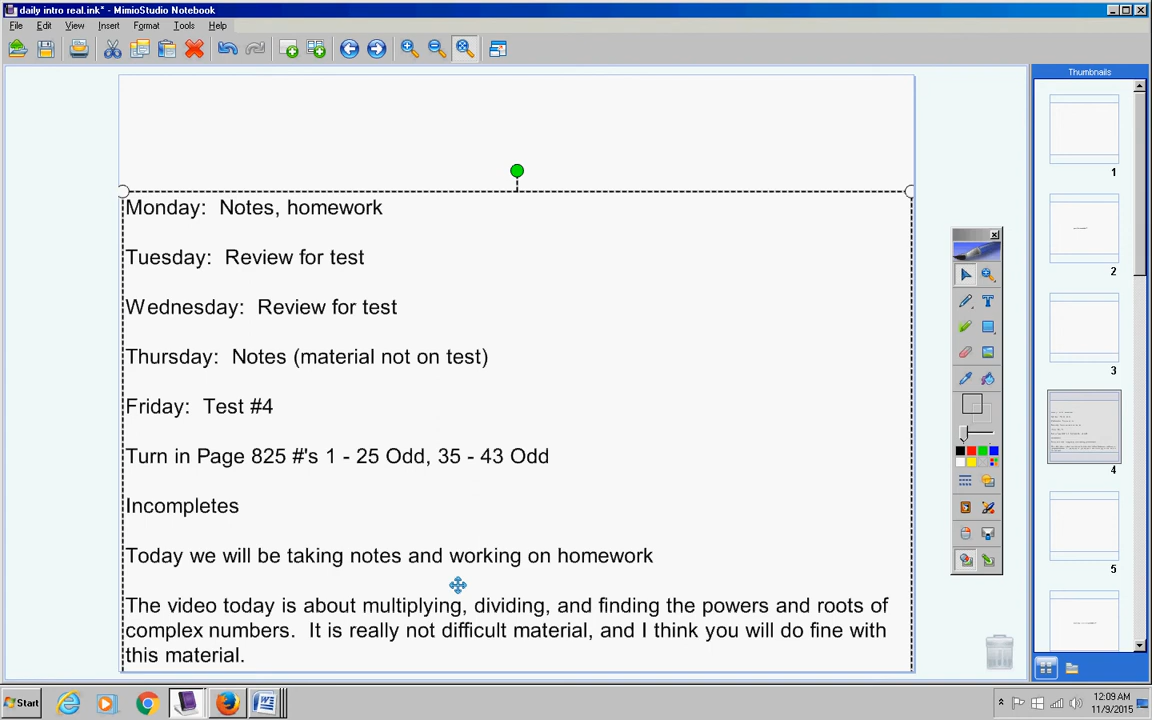 daily intro real.ink* - MimioStudio Notebook
File Edit View Insert Format Tools Help
Thumbnails
Monday:  Notes, homework
Tuesday:  Review for test
Wednesday:  Review for test
Thursday:  Notes (material not on test)
Friday:  Test #4
Turn in Page 825 #'s 1 - 25 Odd, 35 - 43 Odd
Incompletes
Today we will be taking notes and working on homework
The video today is about multiplying, dividing, and finding the powers and roots of
complex numbers.  It is really not difficult material, and I think you will do fine with
this material.
1
2
3
4
5
Start
12:09 AM
11/9/2015